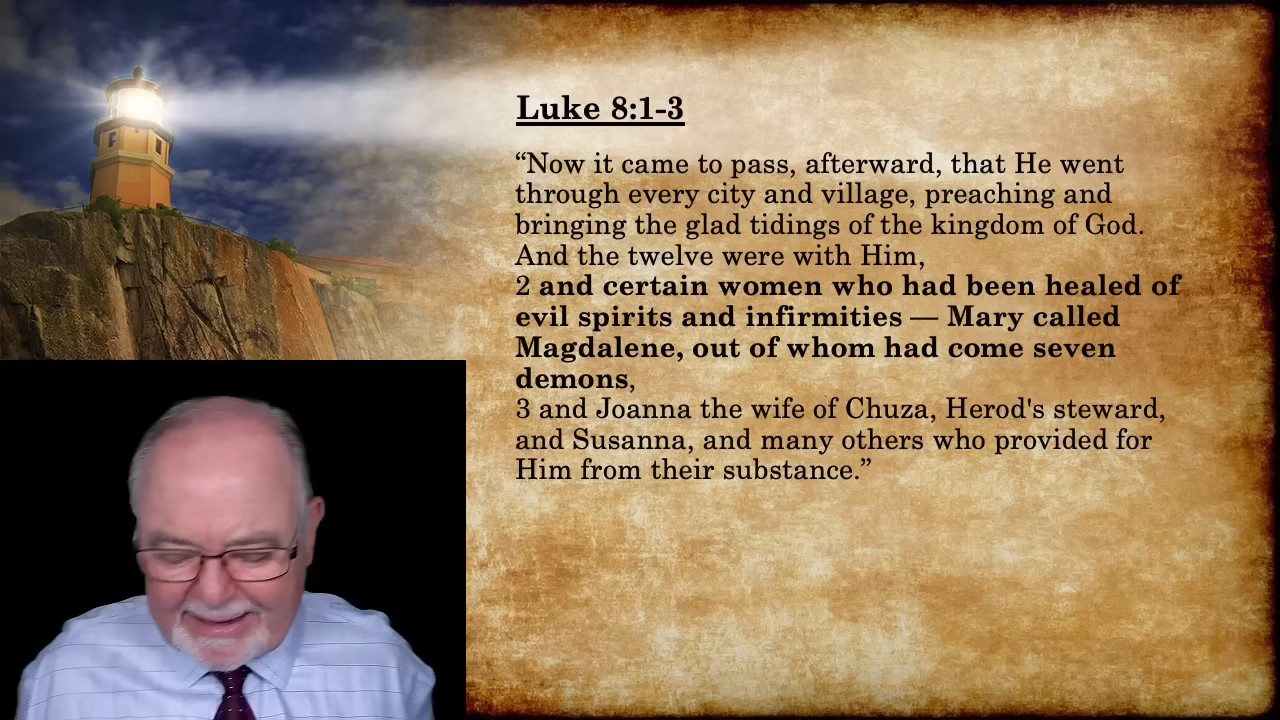 Luke 8:1-3
“Now it came to pass, afterward, that He went
through every city and village, preaching and
bringing the glad tidings of the kingdom of God.
And the twelve were with Him,
2 and certain women who had been healed of
evil spirits and infirmities — Mary called
Magdalene, out of whom had come seven
demons,
3 and Joanna the wife of Chuza, Herod's steward,
and Susanna, and many others who provided for
Him from their substance.”